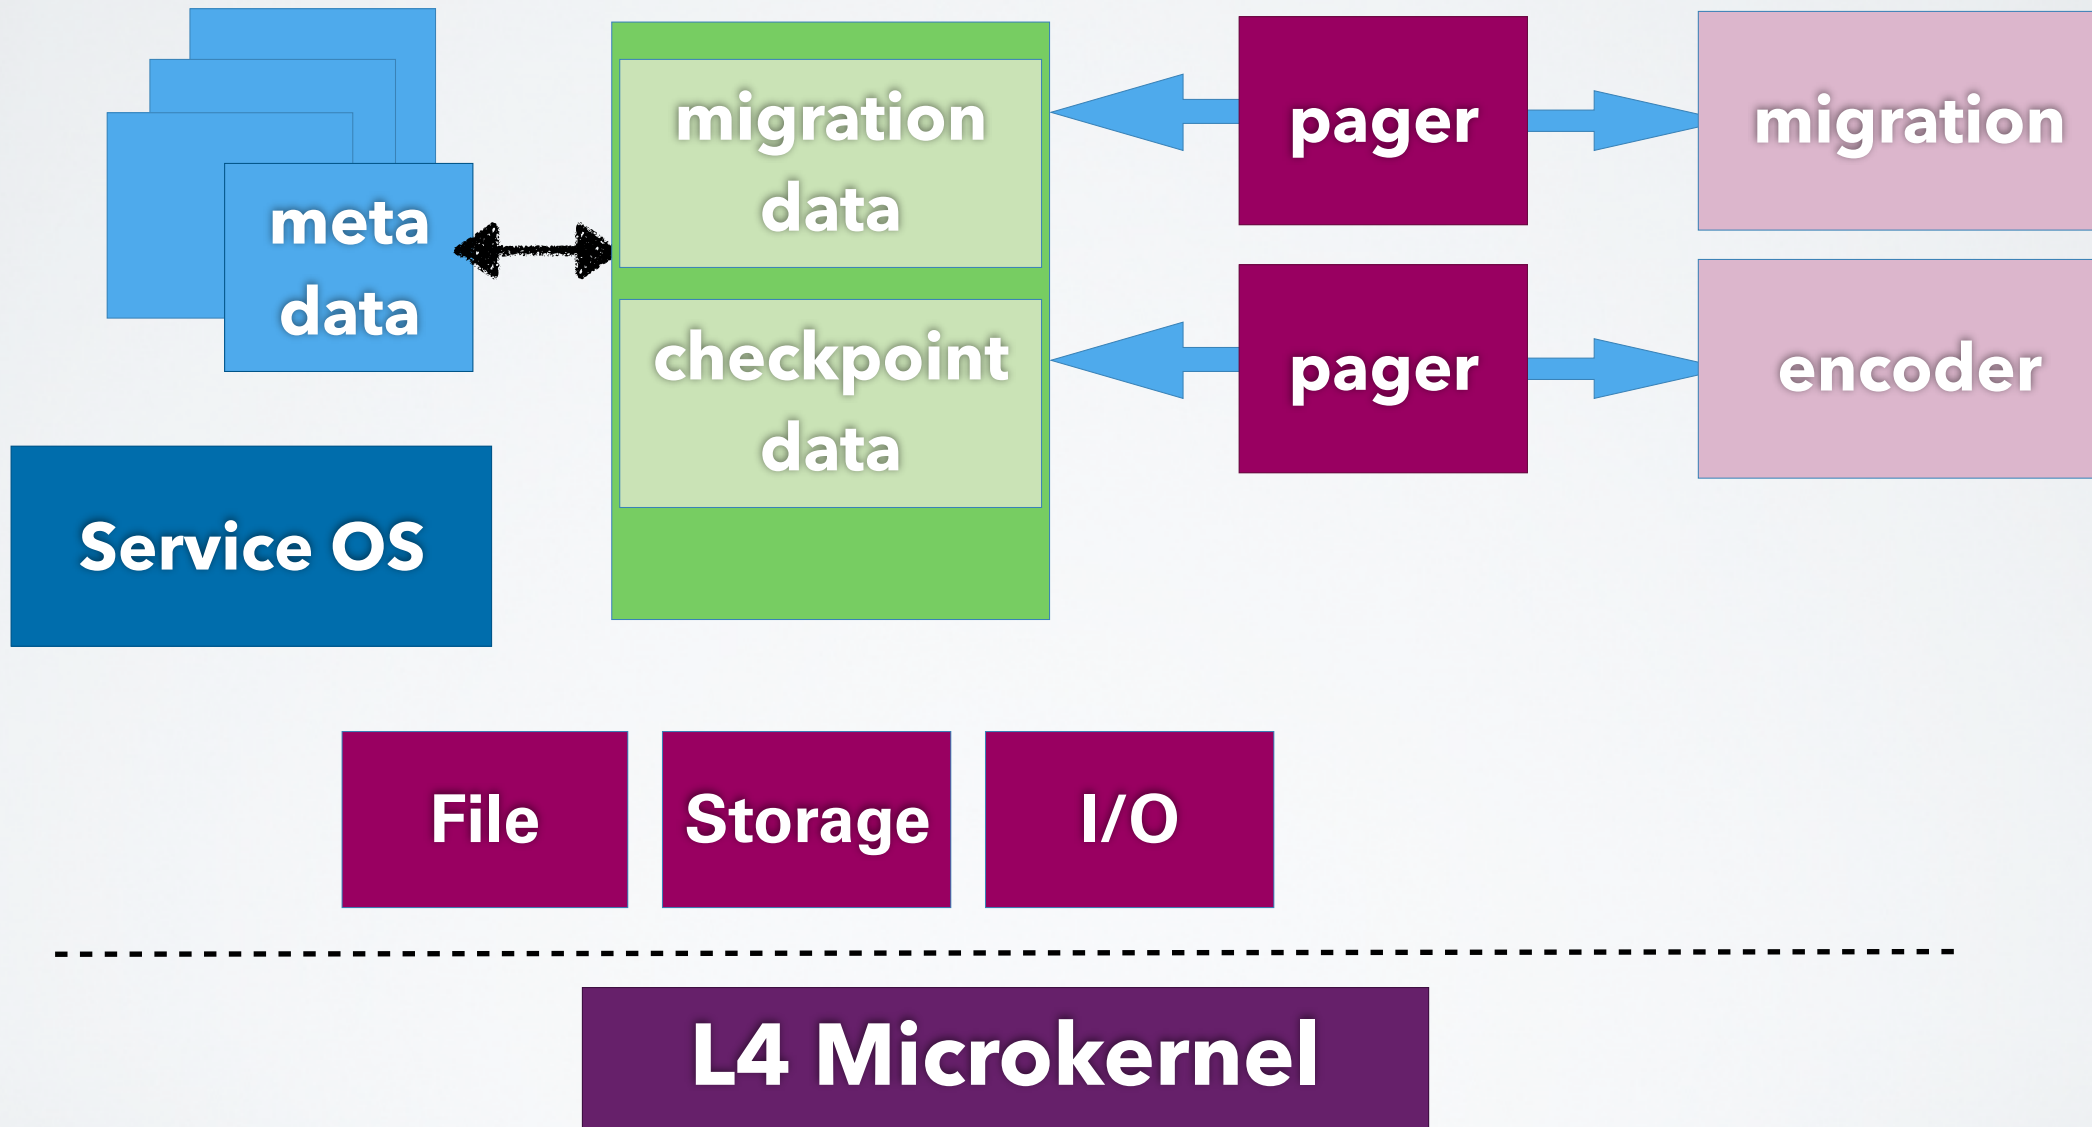 meta
data
migration
data
pager
migration
checkpoint
data
pager
encoder
Service OS
File
Storage
I/O
L4 Microkernel